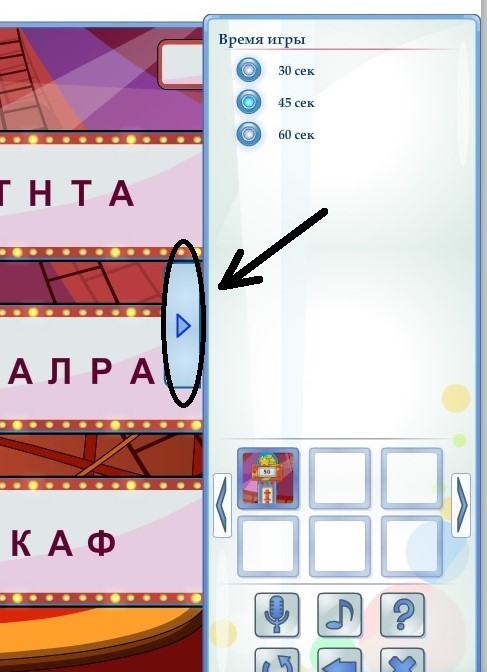 Время игры
30 сек
45 сек
60 сек
Т Н Т А
А Л Р А
К А Ф
50
?